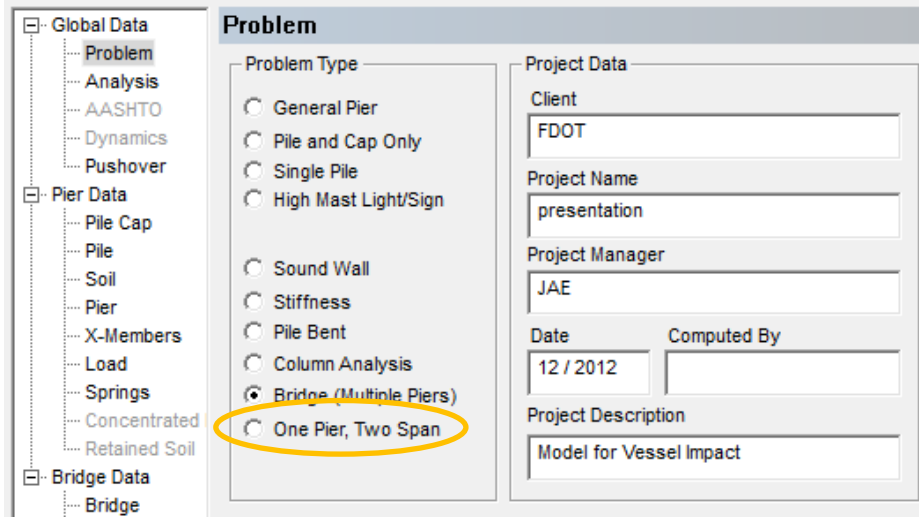 Global Data
Problem
Analysis
AASHTO
Dynamics
Pushover
Pier Data
Pile Cap
Pile
Soil
Pier
X-Members
Load
Springs
Concentrated
Retained Soil
Bridge Data
Bridge
Problem
Problem Type
General Pier
Pile and Cap Only
Single Pile
High Mast Light/Sign
Sound Wall
Stiffness
Pile Bent
Column Analysis
Bridge (Multiple Piers)
One Pier, Two Span
Project Data
Client
FDOT
Project Name
presentation
Project Manager
JAE
Date Computed By
12 / 2012
Project Description
Model for Vessel Impact